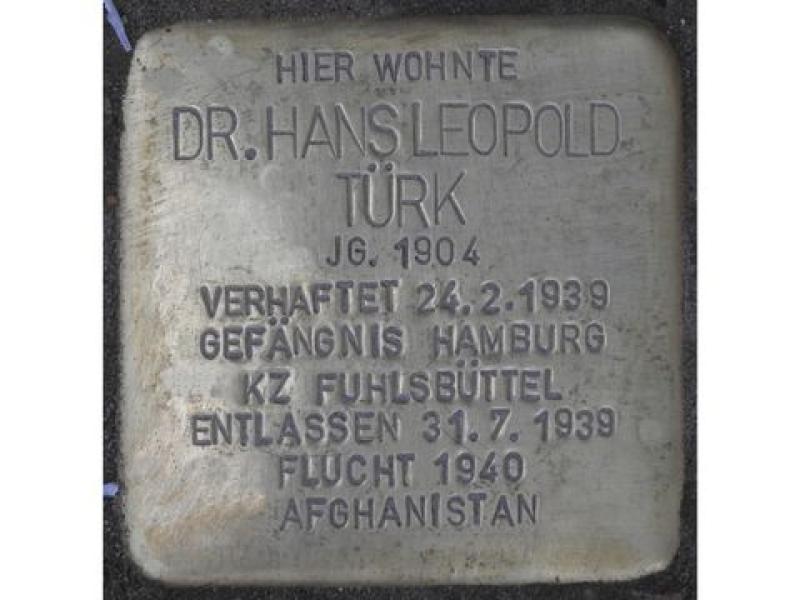 HIER WOHNTE
DR. HANS LEOPOLD
TÜRK
JG. 1904
VERHAFTET 24.2.1939
GEFÄNGNIS HAMBURG
KZ FUHLSBÜTTEL
ENTLASSEN 31.7.1939
FLUCHT 1940
AFGHANISTAN